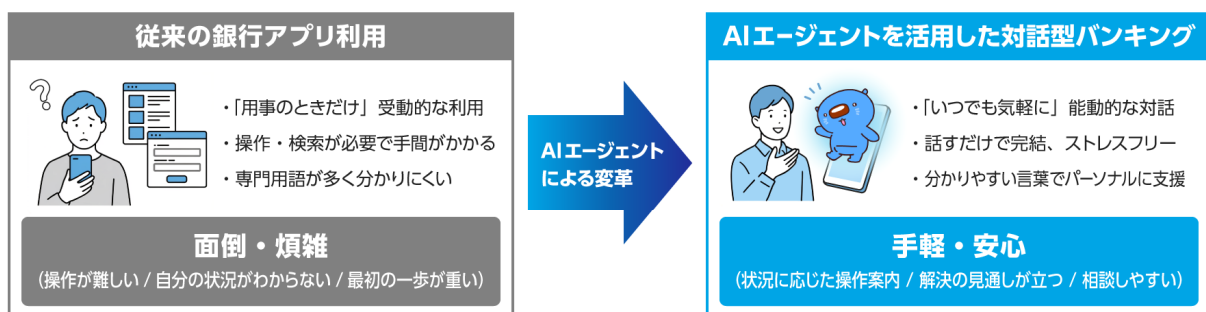 従来の銀行アプリ利用
・「用事のときだけ」受動的な利用
・操作・検索が必要で手間がかかる
・専門用語が多く分かりにくい
面倒・煩雑
（操作が難しい / 自分の状況がわからない / 最初の一歩が重い）
AIエージェント
による変革
AIエージェントを活用した対話型バンキング
・「いつでも気軽に」能動的な対話
・話すだけで完結、ストレスフリー
・分かりやすい言葉でパーソナルに支援
手軽・安心
（状況に応じた操作案内 / 解決の見通しが立つ / 相談しやすい）